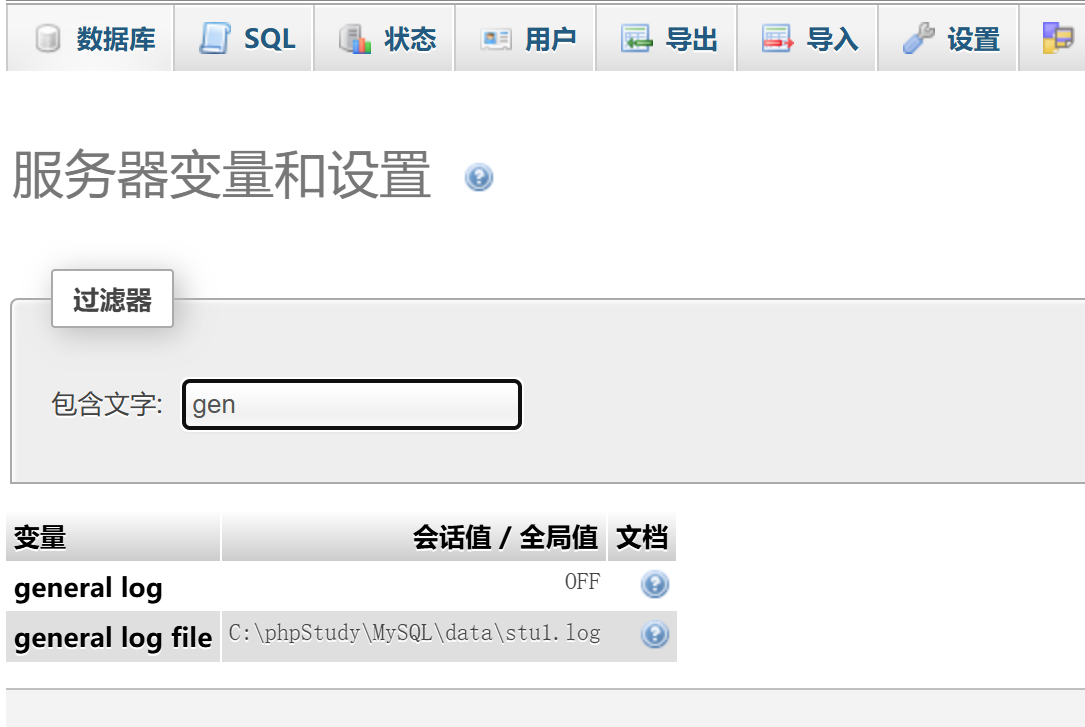 数据库 SQL 状态 用户 导出 导入 设置
服务器变量和设置
过滤器
包含文字: gen
变量 会话值 / 全局值 文档
general log OFF
general log file C:\phpStudy\MySQL\data\stu1.log